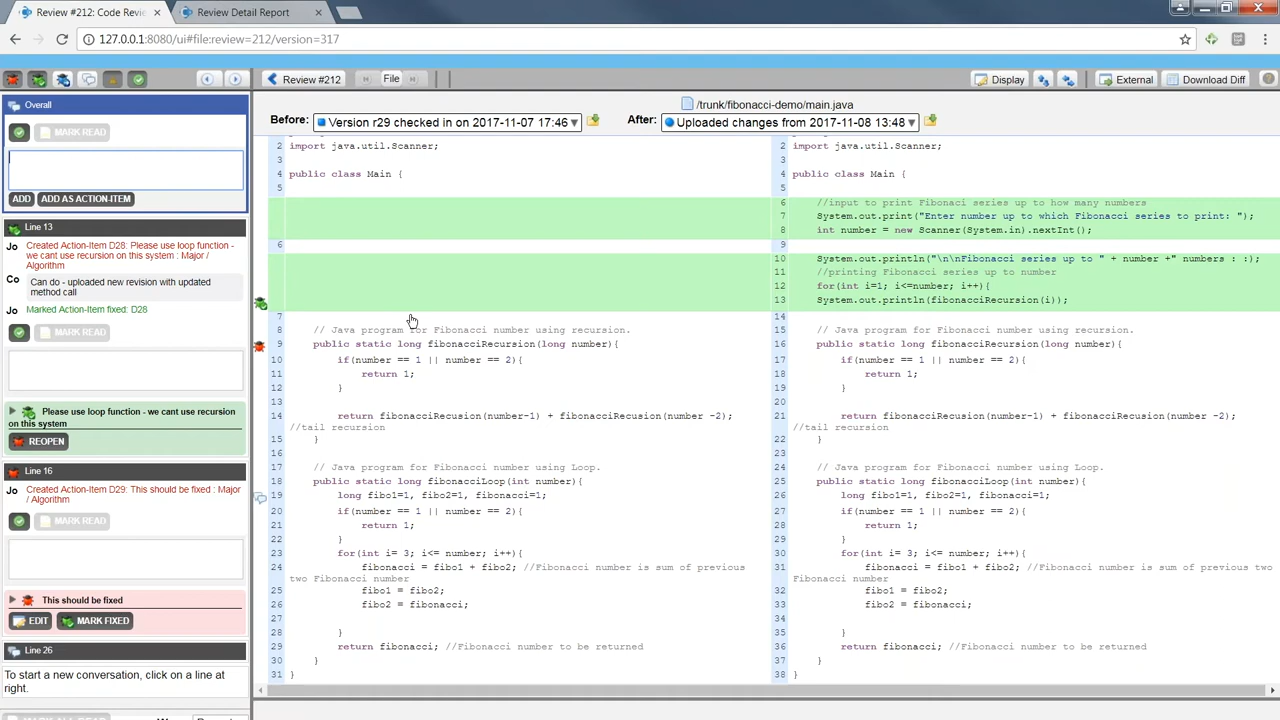 Review #212: Code Revi
Review Detail Report
127.0.0.1:8080/ui#file:review=212/version=317
Review #212
File
Display
External
Download Diff
/trunk/fibonacci-demo/main.java
Before:
Version r29 checked in on 2017-11-07 17:46
After:
Uploaded changes from 2017-11-08 13:48
Overall
MARK READ
ADD
ADD AS ACTION-ITEM
Line 13
Jo Created Action-Item D28: Please use loop function -
we cant use recursion on this system : Major /
Algorithm
Co Can do - uploaded new revision with updated
method call
Jo Marked Action-Item fixed: D28
MARK READ
Please use loop function - we cant use recursion
on this system
REOPEN
Line 16
Jo Created Action-Item D29: This should be fixed : Major
/ Algorithm
MARK READ
This should be fixed
EDIT
MARK FIXED
Line 26
To start a new conversation, click on a line at
right.
2 import java.util.Scanner;
3
4 public class Main {
5
6
7
8 // Java program for Fibonacci number using recursion.
9 public static long fibonacciRecursion(long number){
10 if(number == 1 || number == 2){
11 return 1;
12 }
13
14 return fibonacciRecusion(number-1) + fibonacciRecusion(number -2);
//tail recursion
15 }
16
17 // Java program for Fibonacci number using Loop.
18 public static long fibonacciLoop(int number){
19 long fibo1=1, fibo2=1, fibonacci=1;
20 if(number == 1 || number == 2){
21 return 1;
22 }
23 for(int i= 3; i<= number; i++){
24 fibonacci = fibo1 + fibo2; //Fibonacci number is sum of previous
two Fibonacci number
25 fibo1 = fibo2;
26 fibo2 = fibonacci;
27
28 }
29 return fibonacci; //Fibonacci number to be returned
30 }
31 }
2 import java.util.Scanner;
3
4 public class Main {
5
6 //input to print Fibonaci series up to how many numbers
7 System.out.print("Enter number up to which Fibonacci series to print: ");
8 int number = new Scanner(System.in).nextInt();
9
10 System.out.println("\n\nFibonacci series up to " + number +" numbers : :);
11 //printing Fibonacci series up to number
12 for(int i=1; i<=number; i++){
13 System.out.println(fibonacciRecursion(i));
14
15 // Java program for Fibonacci number using recursion.
16 public static long fibonacciRecursion(long number){
17 if(number == 1 || number == 2){
18 return 1;
19 }
20
21 return fibonacciRecusion(number-1) + fibonacciRecusion(number -2);
//tail recursion
22 }
23
24 // Java program for Fibonacci number using Loop.
25 public static long fibonacciLoop(int number){
26 long fibo1=1, fibo2=1, fibonacci=1;
27 if(number == 1 || number == 2){
28 return 1;
29 }
30 for(int i= 3; i<= number; i++){
31 fibonacci = fibo1 + fibo2; //Fibonacci number is sum of previous two
Fibonacci number
32 fibo1 = fibo2;
33 fibo2 = fibonacci;
34
35 }
36 return fibonacci; //Fibonacci number to be returned
37 }
38 }